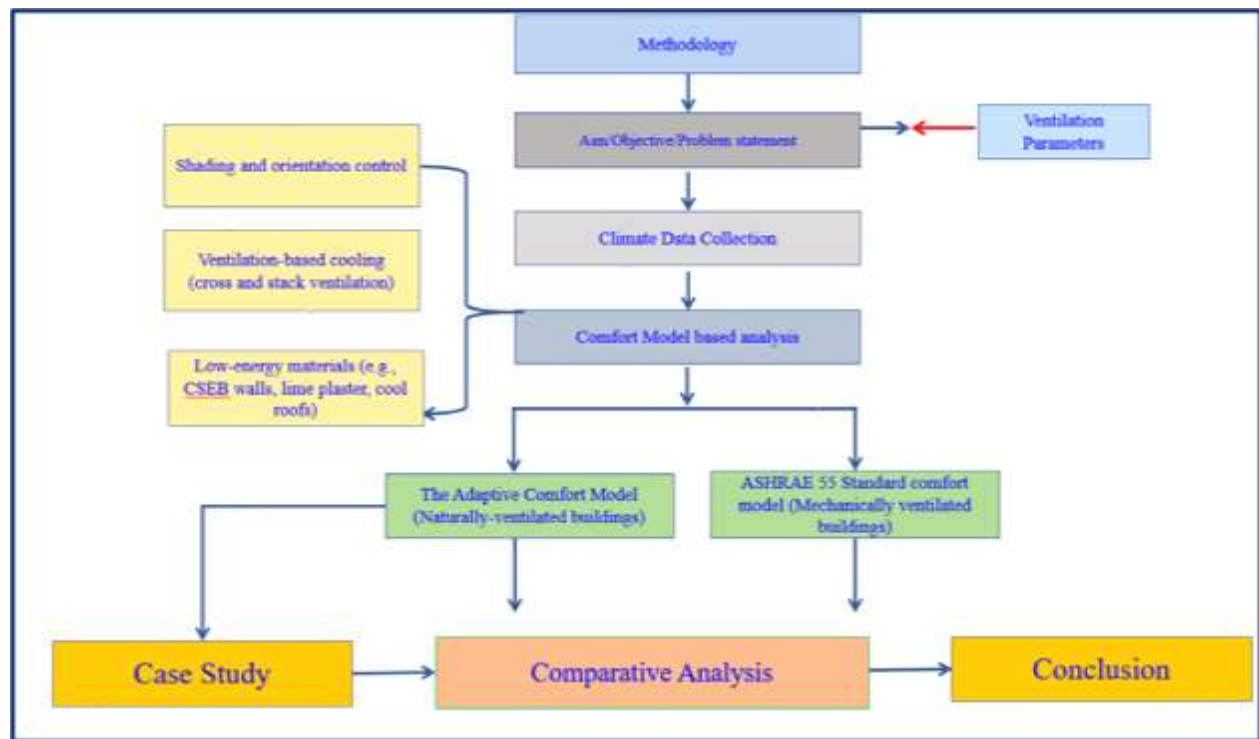 Methodology
Aim/Objective/Problem statement
Ventilation
Parameters
Shading and orientation control
Climate Data Collection
Ventilation-based cooling
(cross and stack ventilation)
Comfort Model based analysis
Low-energy materials (e.g.,
CSEB walls, lime plaster, cool
roofs)
The Adaptive Comfort Model
(Naturally-ventilated buildings)
ASHRAE 55 Standard comfort
model (Mechanically ventilated
buildings)
Case Study
Comparative Analysis
Conclusion